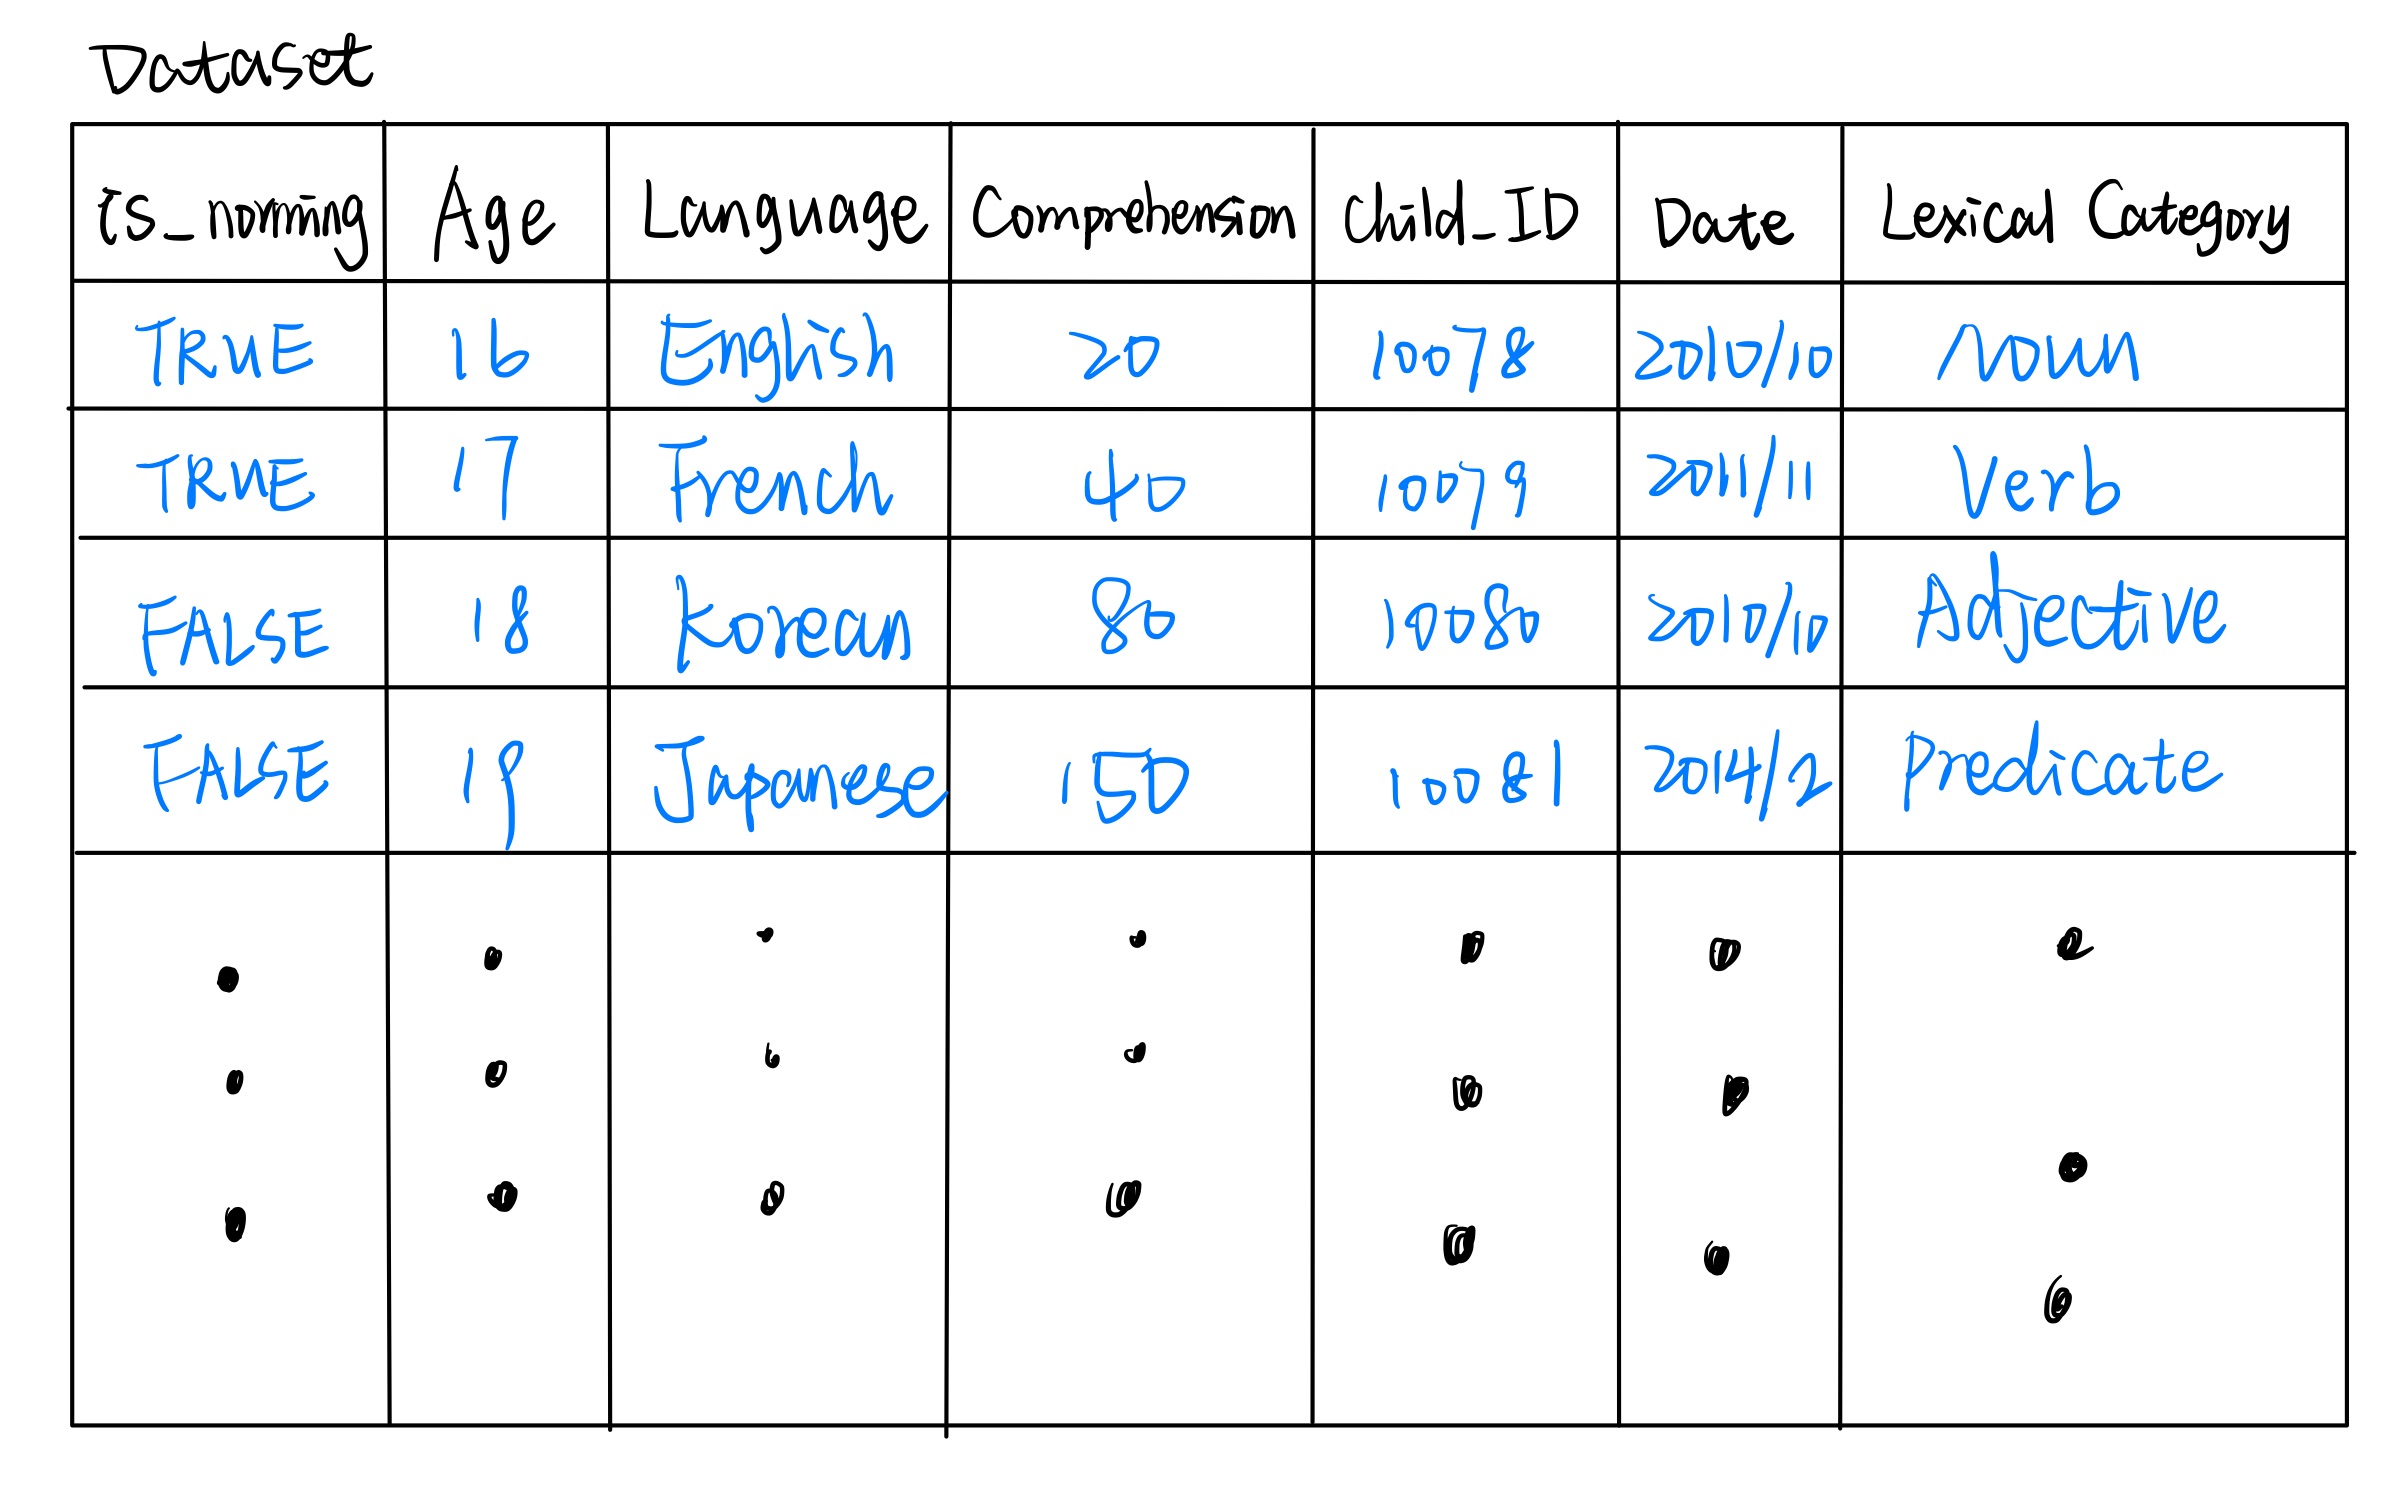 Dataset
is_norming Age Language Comprehension Child_ID Date Lexical Category
TRUE 16 English 20 10078 2010/10 Noun
TRUE 17 French 40 10079 2011/11 Verb
FALSE 18 Korean 80 10080 2010/10 Adjective
FALSE 19 Japanese 150 10081 2014/2 Predicate